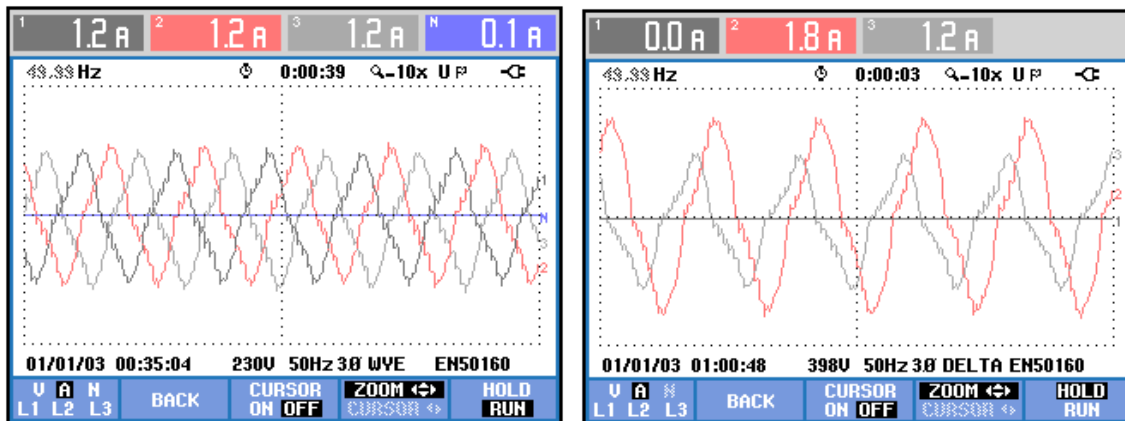 1 1.2 A 2 1.2 A 3 1.2 A N 0.1 A
49.99 Hz 0:00:39 -10x U
1
N
3
2
01/01/03 00:35:04 230V 50Hz 3Ø WYE EN50160
V A N
L1 L2 L3
BACK
CURSOR
ON OFF
ZOOM
CURSOR
HOLD
RUN
1 0.0 A 2 1.8 A 3 1.2 A
49.99 Hz 0:00:03 -10x U
3
2
1
01/01/03 01:00:48 398V 50Hz 3Ø DELTA EN50160
V A N
L1 L2 L3
BACK
CURSOR
ON OFF
ZOOM
CURSOR
HOLD
RUN